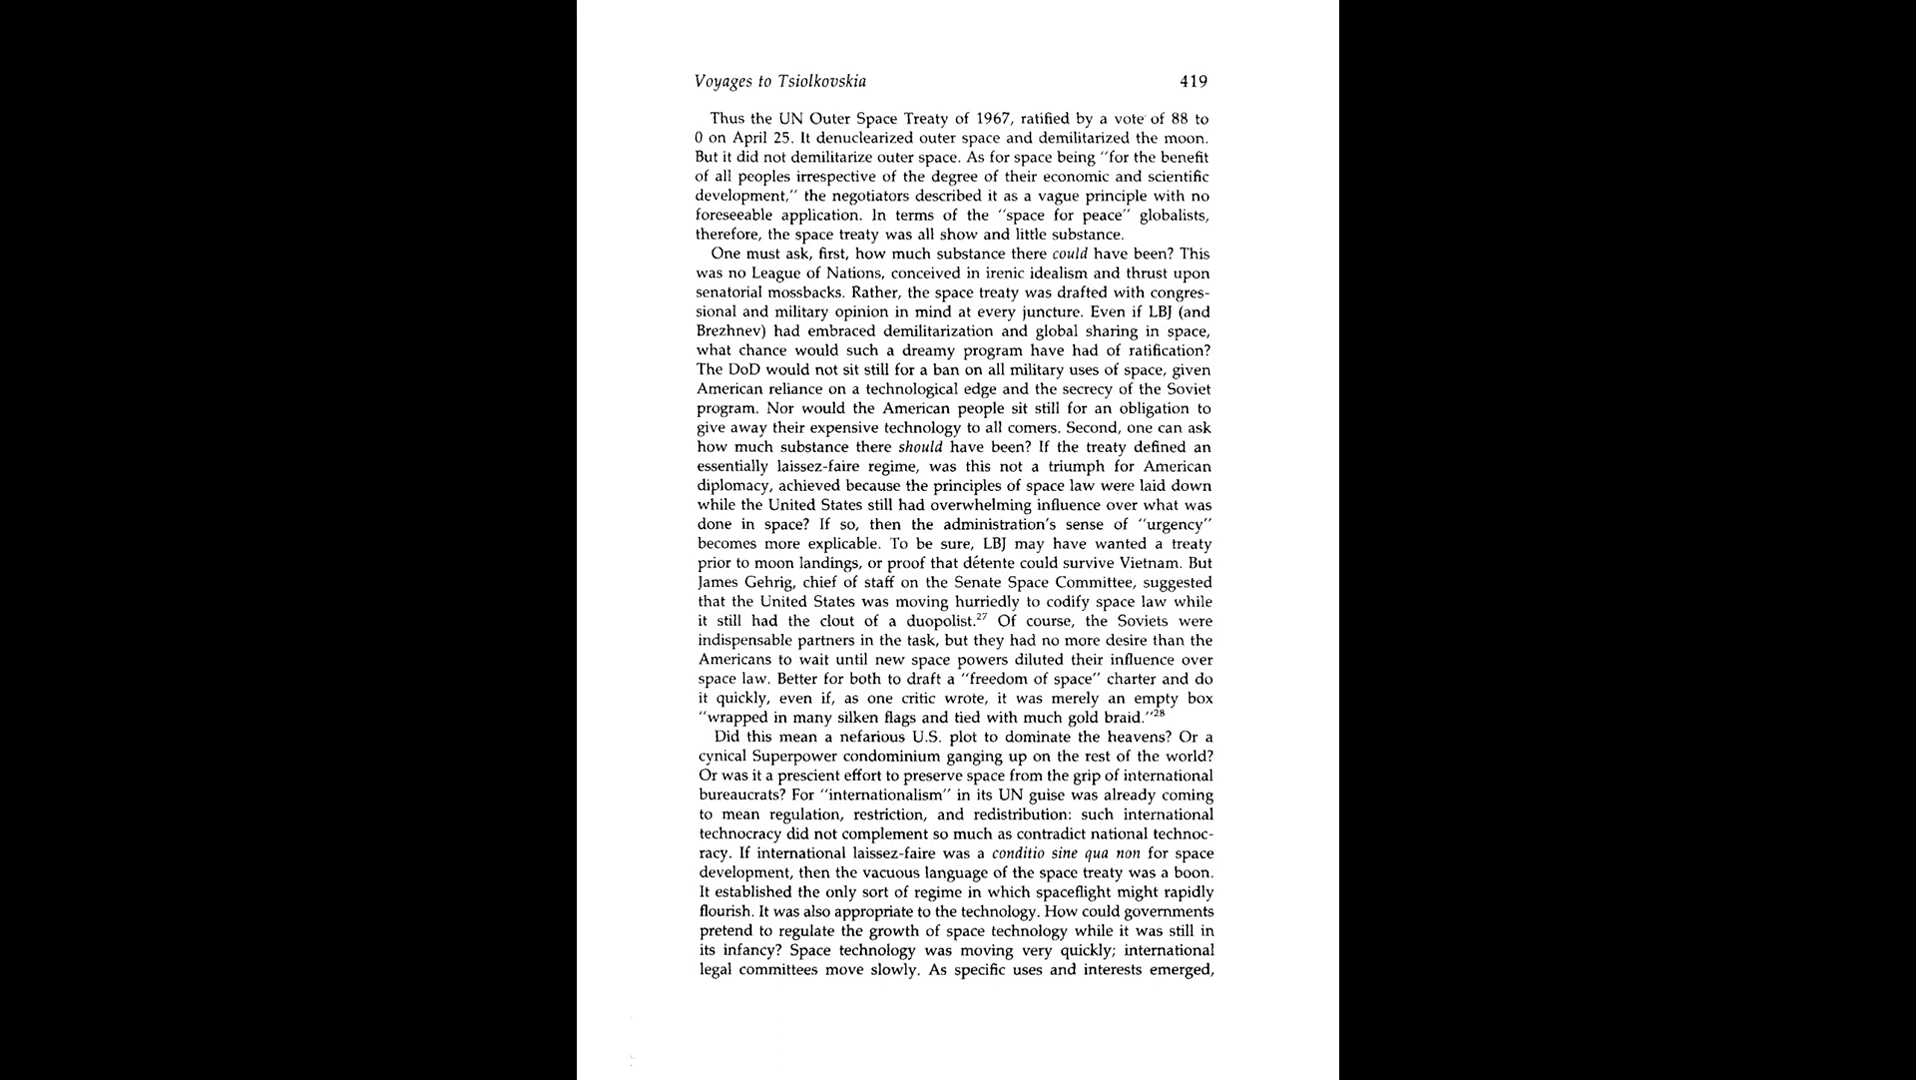 Voyages to Tsiolkovskia 419
Thus the UN Outer Space Treaty of 1967, ratified by a vote of 88 to
0 on April 25. It denuclearized outer space and demilitarized the moon.
But it did not demilitarize outer space. As for space being "for the benefit
of all peoples irrespective of the degree of their economic and scientific
development," the negotiators described it as a vague principle with no
foreseeable application. In terms of the "space for peace" globalists,
therefore, the space treaty was all show and little substance.
One must ask, first, how much substance there could have been? This
was no League of Nations, conceived in irenic idealism and thrust upon
senatorial mossbacks. Rather, the space treaty was drafted with congres-
sional and military opinion in mind at every juncture. Even if LBJ (and
Brezhnev) had embraced demilitarization and global sharing in space,
what chance would such a dreamy program have had of ratification?
The DoD would not sit still for a ban on all military uses of space, given
American reliance on a technological edge and the secrecy of the Soviet
program. Nor would the American people sit still for an obligation to
give away their expensive technology to all comers. Second, one can ask
how much substance there should have been? If the treaty defined an
essentially laissez-faire regime, was this not a triumph for American
diplomacy, achieved because the principles of space law were laid down
while the United States still had overwhelming influence over what was
done in space? If so, then the administration's sense of "urgency"
becomes more explicable. To be sure, LBJ may have wanted a treaty
prior to moon landings, or proof that détente could survive Vietnam. But
James Gehrig, chief of staff on the Senate Space Committee, suggested
that the United States was moving hurriedly to codify space law while
it still had the clout of a duopolist.27 Of course, the Soviets were
indispensable partners in the task, but they had no more desire than the
Americans to wait until new space powers diluted their influence over
space law. Better for both to draft a "freedom of space" charter and do
it quickly, even if, as one critic wrote, it was merely an empty box
"wrapped in many silken flags and tied with much gold braid."28
Did this mean a nefarious U.S. plot to dominate the heavens? Or a
cynical Superpower condominium ganging up on the rest of the world?
Or was it a prescient effort to preserve space from the grip of international
bureaucrats? For "internationalism" in its UN guise was already coming
to mean regulation, restriction, and redistribution: such international
technocracy did not complement so much as contradict national technoc-
racy. If international laissez-faire was a conditio sine qua non for space
development, then the vacuous language of the space treaty was a boon.
It established the only sort of regime in which spaceflight might rapidly
flourish. It was also appropriate to the technology. How could governments
pretend to regulate the growth of space technology while it was still in
its infancy? Space technology was moving very quickly; international
legal committees move slowly. As specific uses and interests emerged,